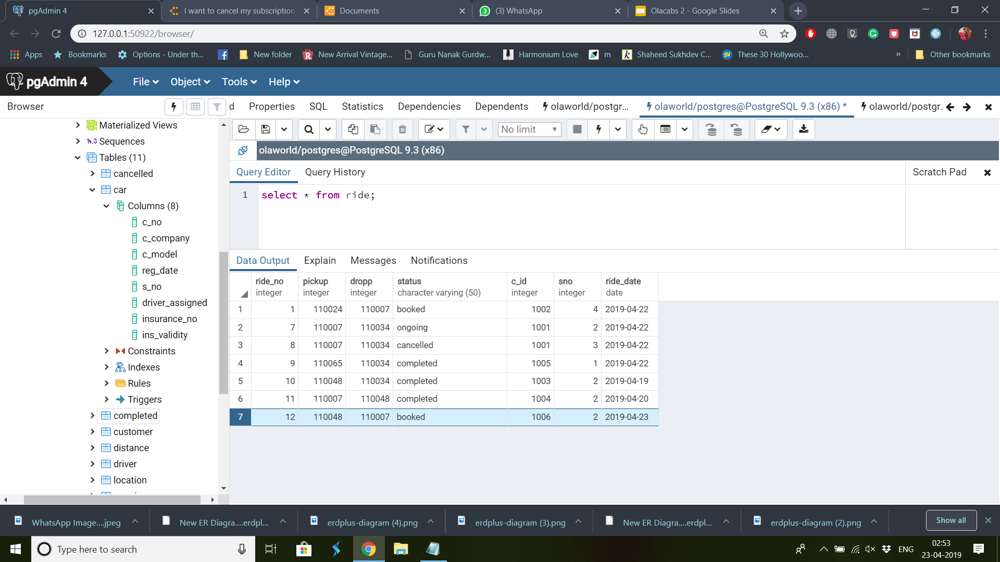 pgAdmin 4
I want to cancel my subscription
Documents
(3) WhatsApp
Olacabs 2 - Google Slides
127.0.0.1:50922/browser/
Apps
Bookmarks
Options - Under th...
New folder
New Arrival Vintage...
Guru Nanak Gurdw...
Harmonium Love
m
Shaheed Sukhdev C...
These 30 Hollywoo...
»
Other bookmarks
pgAdmin 4
File
Object
Tools
Help
Browser
d
Properties
SQL
Statistics
Dependencies
Dependents
olaworld/postgr...
olaworld/postgres@PostgreSQL 9.3 (x86) *
olaworld/postgr.
No limit
olaworld/postgres@PostgreSQL 9.3 (x86)
Query Editor
Query History
Scratch Pad
1 select * from ride;
Materialized Views
1..3 Sequences
Tables (11)
cancelled
car
Columns (8)
c_no
c_company
c_model
reg_date
s_no
driver_assigned
insurance_no
ins_validity
Constraints
Indexes
Rules
Triggers
completed
customer
distance
driver
location
Data Output
Explain
Messages
Notifications
ride_no pickup dropp status c_id sno ride_date
integer integer integer character varying (50) integer integer date
1 1 110024 110007 booked 1002 4 2019-04-22
2 7 110007 110034 ongoing 1001 2 2019-04-22
3 8 110007 110034 cancelled 1001 3 2019-04-22
4 9 110065 110034 completed 1005 1 2019-04-22
5 10 110048 110034 completed 1003 2 2019-04-19
6 11 110007 110048 completed 1004 2 2019-04-20
7 12 110048 110007 booked 1006 2 2019-04-23
WhatsApp Image....jpeg
New ER Diagra....erdpl...
erdplus-diagram (4).png
erdplus-diagram (3).png
New ER Diagra....erdpl...
erdplus-diagram (2).png
Show all
Type here to search
ENG
02:53
23-04-2019